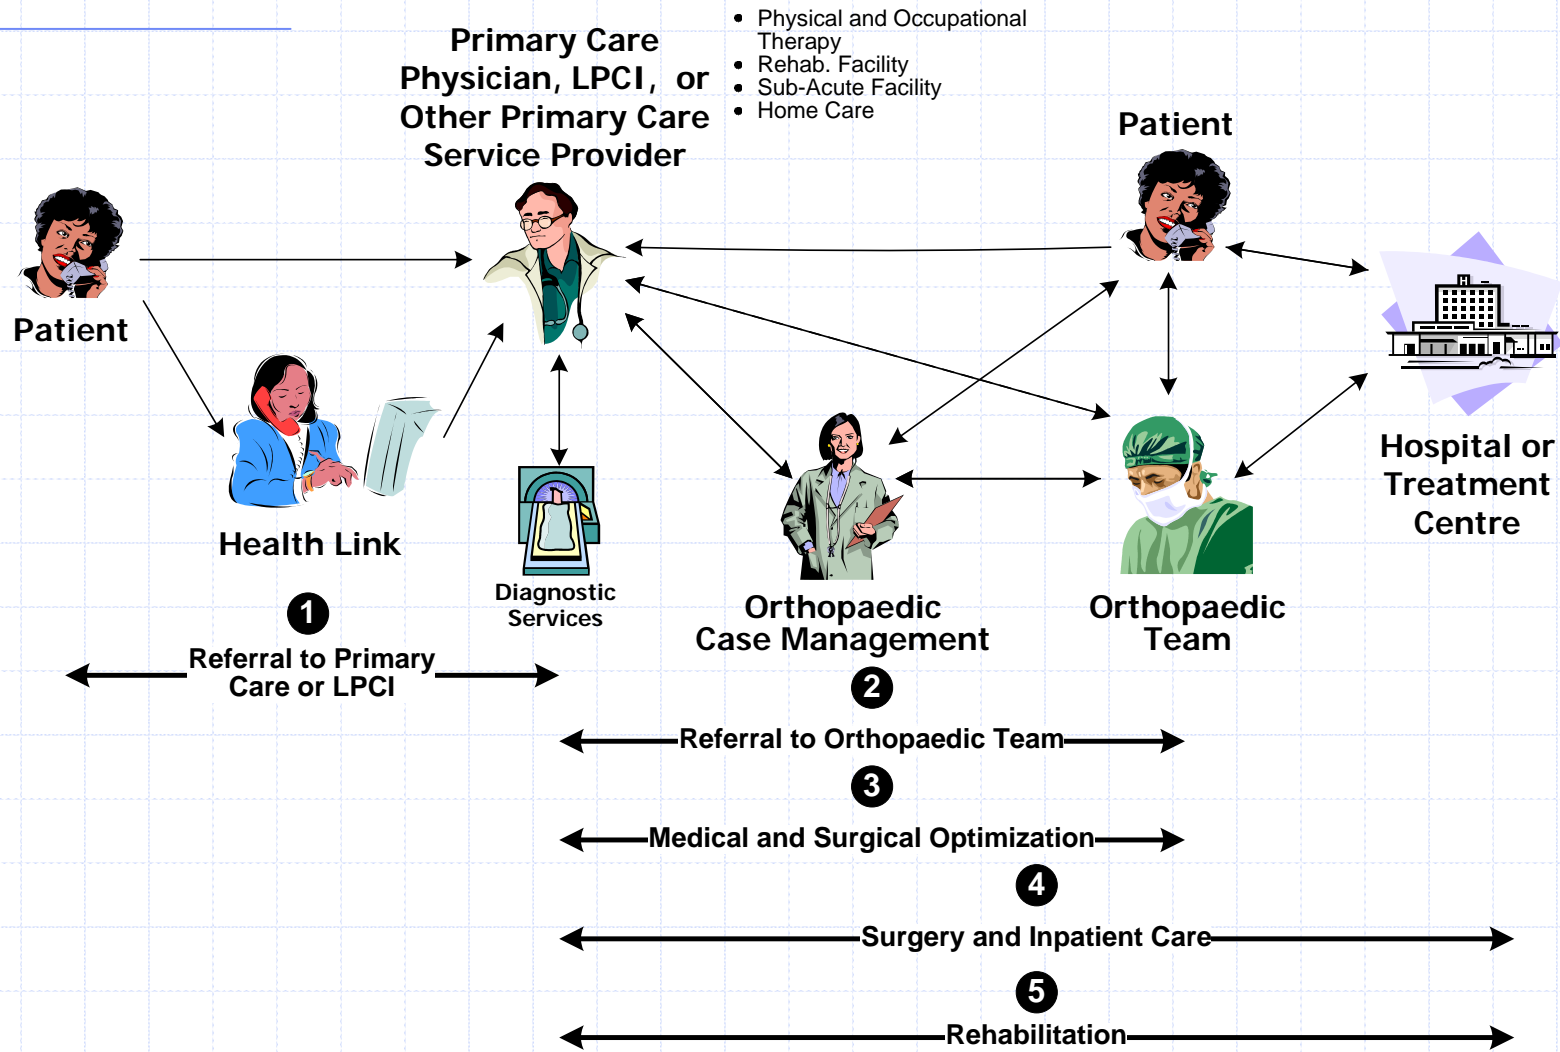 Primary Care
Physician, LPCI, or
Other Primary Care
Service Provider
• Physical and Occupational
Therapy
• Rehab. Facility
• Sub-Acute Facility
• Home Care
Patient
Patient
H
Hospital or
Treatment
Centre
Health Link
Diagnostic
Services
Orthopaedic
Case Management
Orthopaedic
Team
1
Referral to Primary
Care or LPCI
2
Referral to Orthopaedic Team
3
Medical and Surgical Optimization
4
Surgery and Inpatient Care
5
Rehabilitation